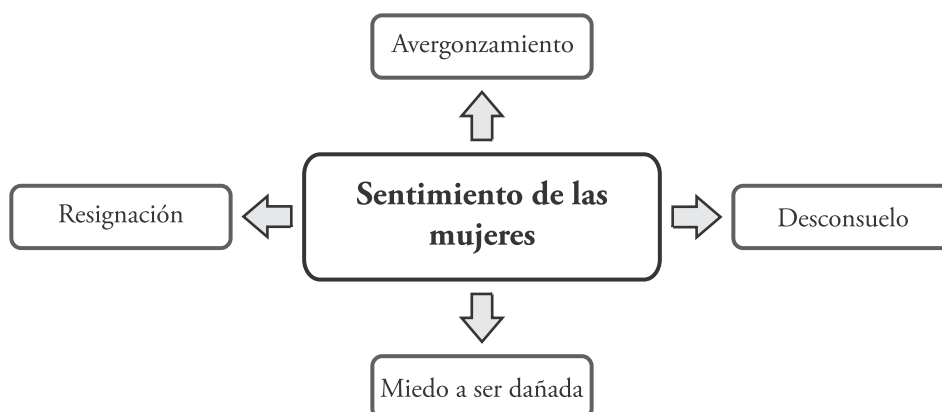 Avergonzamiento
Sentimiento de las
mujeres
Resignación
Desconsuelo
Miedo a ser dañada